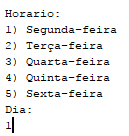 Horario:
1) Segunda-feira
2) Terça-feira
3) Quarta-feira
4) Quinta-feira
5) Sexta-feira
Dia:
1